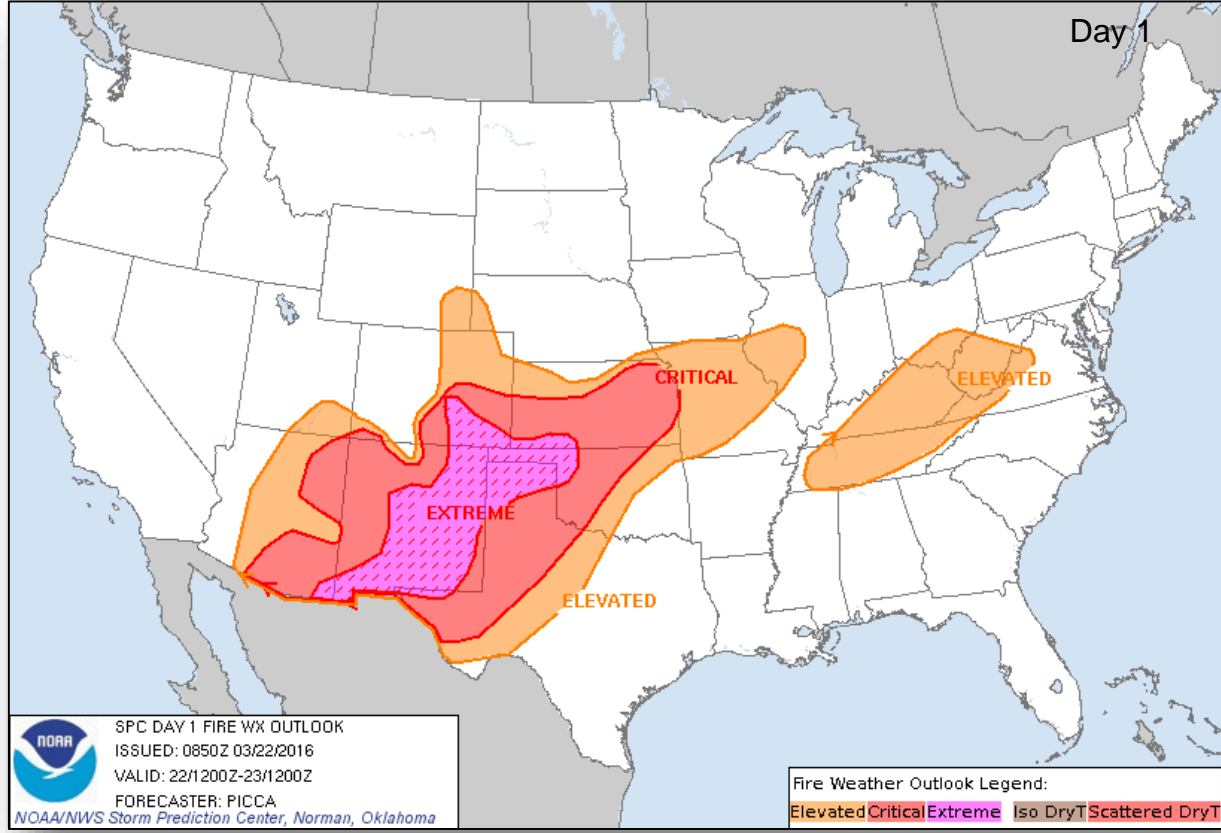 Day 1
CRITICAL
ELEVATED
EXTREME
ELEVATED
NOAA
SPC DAY 1 FIRE WX OUTLOOK
ISSUED: 0850Z 03/22/2016
VALID: 22/1200Z-23/1200Z
FORECASTER: PICCA
NOAA/NWS Storm Prediction Center, Norman, Oklahoma
Fire Weather Outlook Legend:
Elevated Critical Extreme Iso DryT Scattered DryT